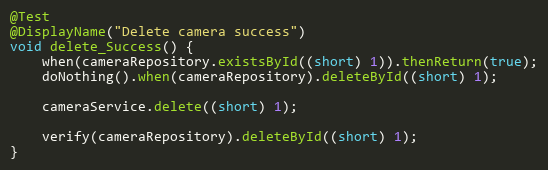 @Test
@DisplayName("Delete camera success")
void delete_Success() {
    when(cameraRepository.existsById((short) 1)).thenReturn(true);
    doNothing().when(cameraRepository).deleteById((short) 1);

    cameraService.delete((short) 1);

    verify(cameraRepository).deleteById((short) 1);
}